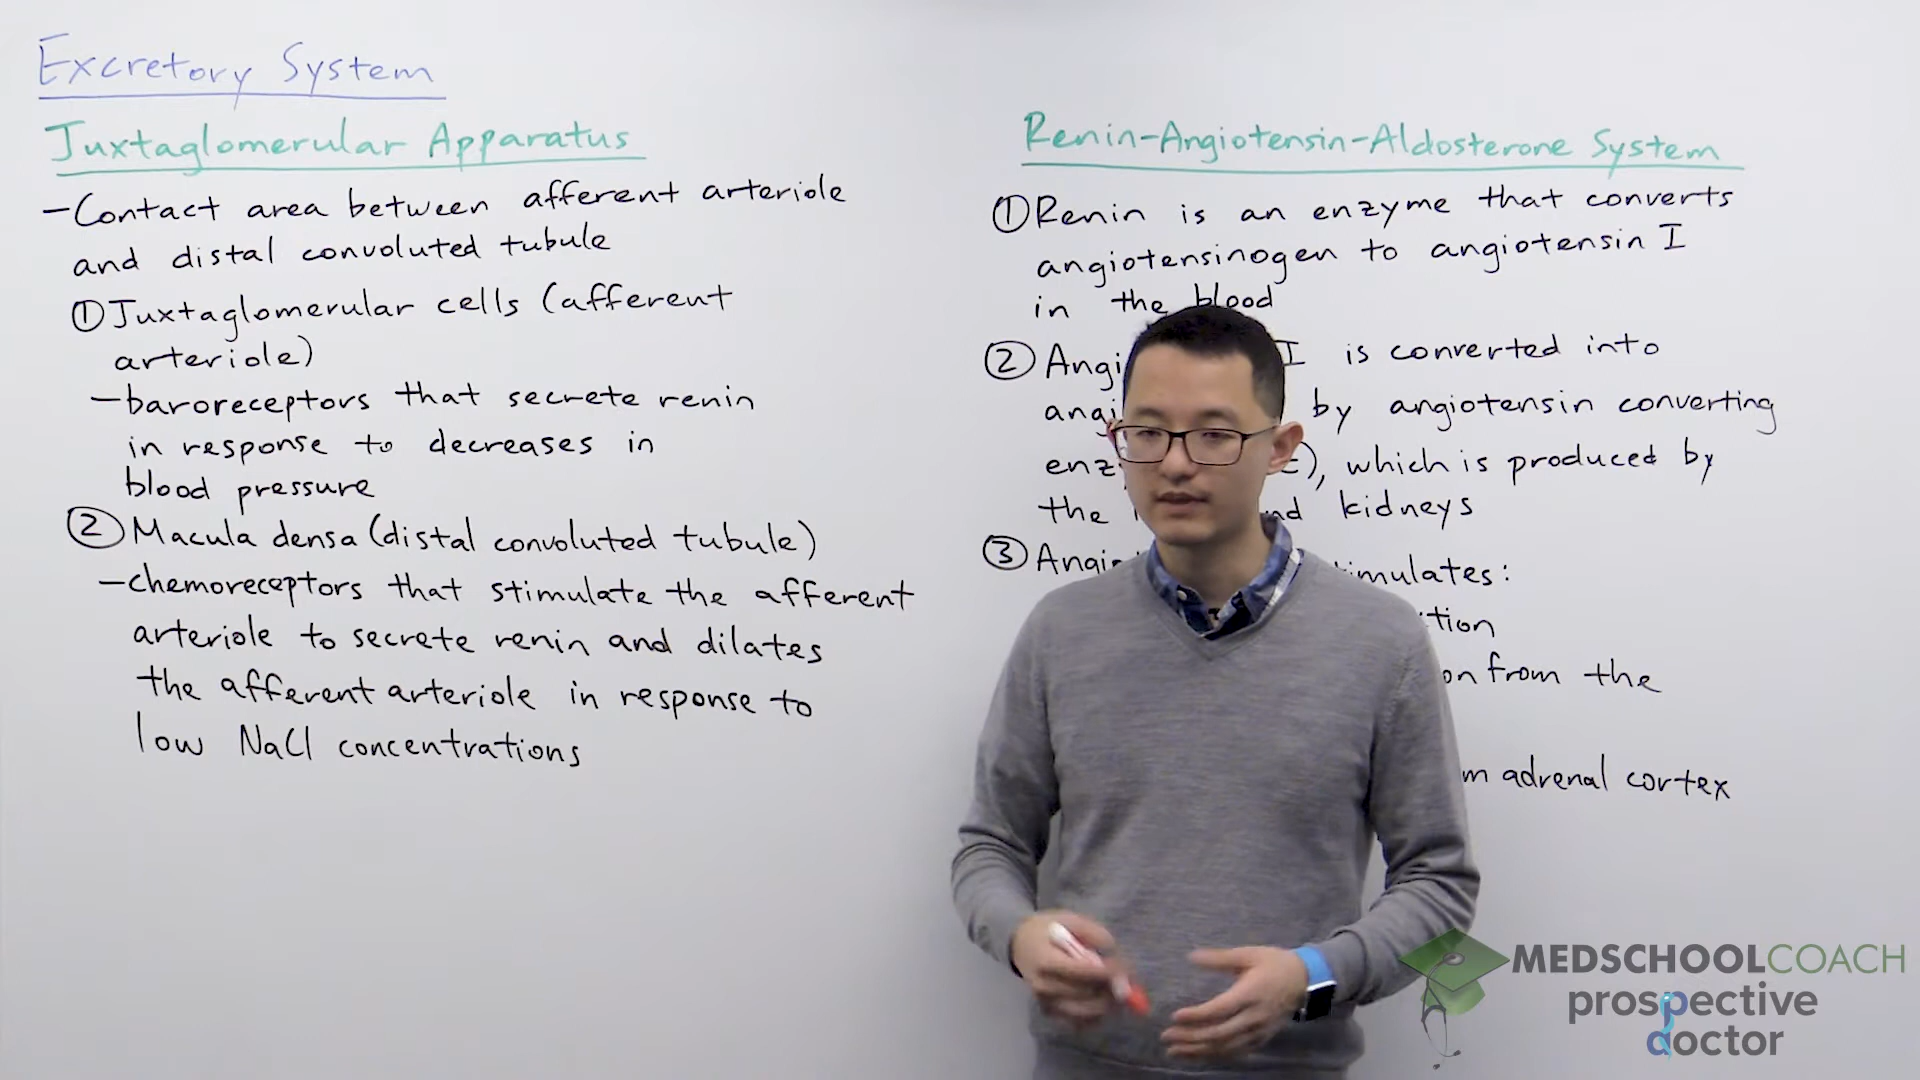 Excretory System
Juxtaglomerular Apparatus
-Contact area between afferent arteriole
and distal convoluted tubule
① Juxtaglomerular cells (afferent
arteriole)
-baroreceptors that secrete renin
in response to decreases in
blood pressure
② Macula densa (distal convoluted tubule)
-chemoreceptors that stimulate the afferent
arteriole to secrete renin and dilates
the afferent arteriole in response to
low NaCl concentrations
Renin-Angiotensin-Aldosterone System
① Renin is an enzyme that converts
angiotensinogen to angiotensin I
in the blood
② Angi I is converted into
angi by angiotensin converting
enz ), which is produced by
the nd kidneys
③ Angio mulates:
tion
on from the
m adrenal cortex
MEDSCHOOLCOACH
prospective
doctor